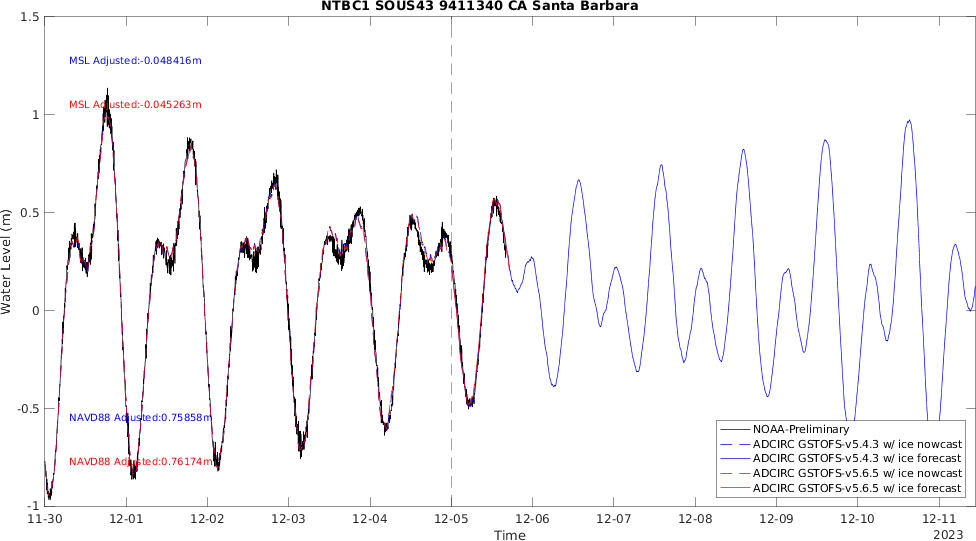 NTBC1 SOUS43 9411340 CA Santa Barbara
1.5
MSL Adjusted:-0.048416m
MSL Adjusted:-0.045263m
1
0.5
Water Level (m)
0
-0.5
NAVD88 Adjusted:0.75858m
NAVD88 Adjusted:0.76174m
NOAA-Preliminary
ADCIRC GSTOFS-v5.4.3 w/ ice nowcast
ADCIRC GSTOFS-v5.4.3 w/ ice forecast
ADCIRC GSTOFS-v5.6.5 w/ ice nowcast
ADCIRC GSTOFS-v5.6.5 w/ ice forecast
-1
11-30 12-01 12-02 12-03 12-04 12-05 12-06 12-07 12-08 12-09 12-10 12-11
Time
2023